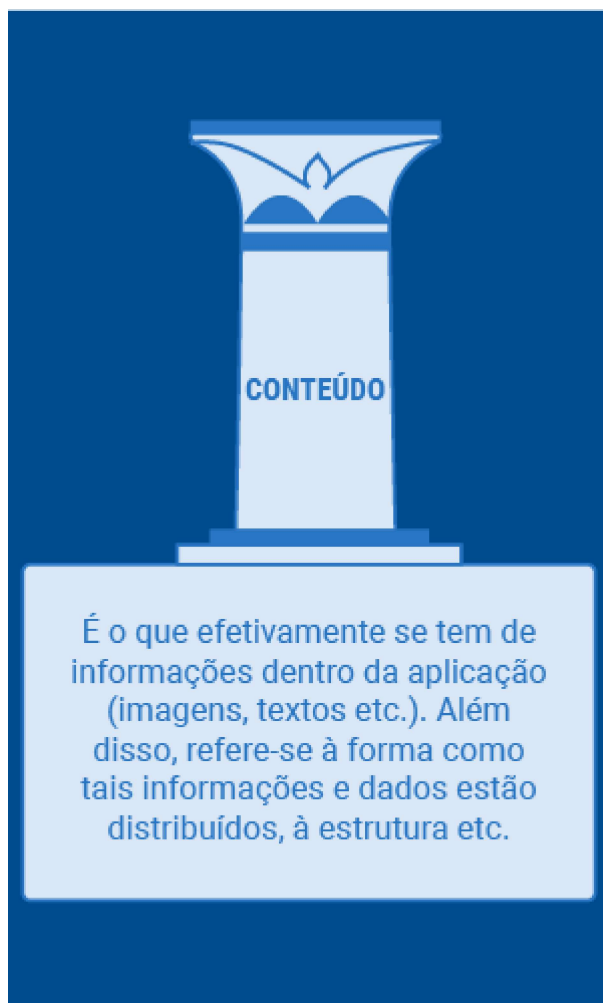 CONTEÚDO
É o que efetivamente se tem de
informações dentro da aplicação
(imagens, textos etc.). Além
disso, refere-se à forma como
tais informações e dados estão
distribuídos, à estrutura etc.